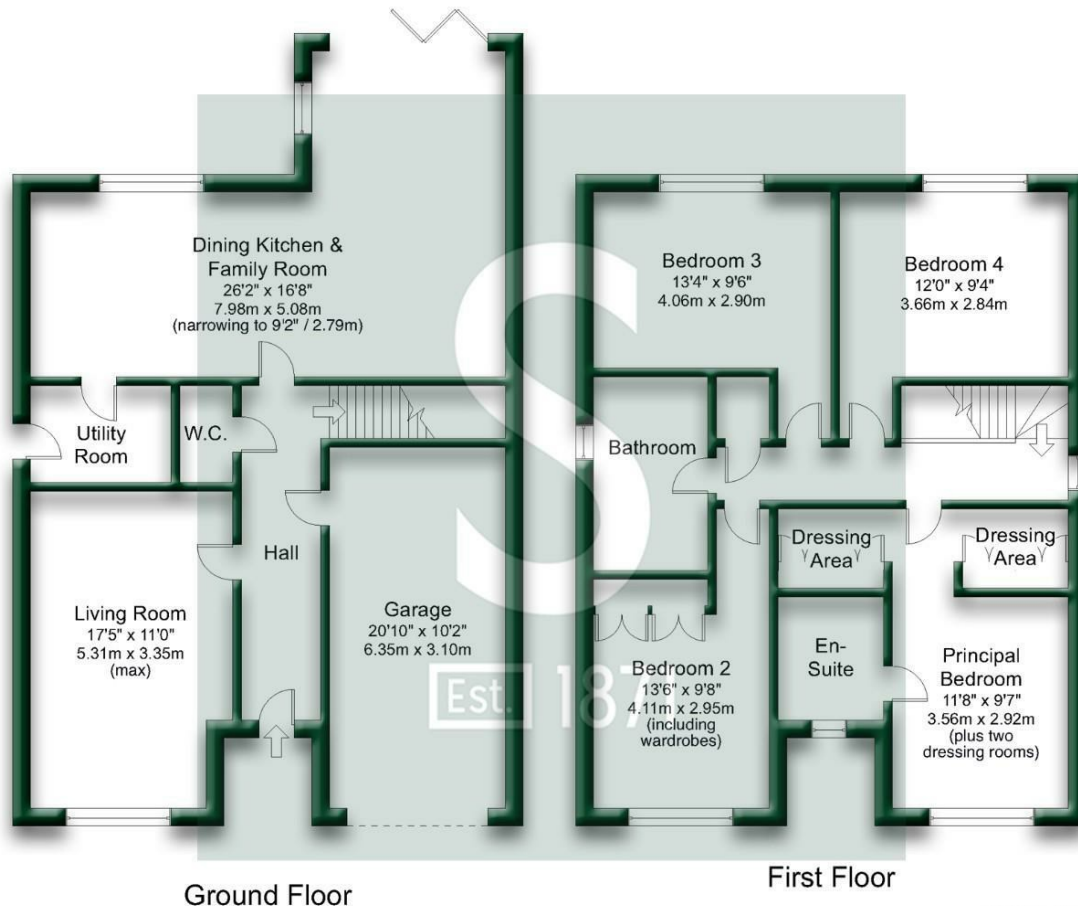 Dining Kitchen &
Family Room
26'2" x 16'8"
7.98m x 5.08m
(narrowing to 9'2" / 2.79m)
Utility
Room
W.C.
Hall
Living Room
17'5" x 11'0"
5.31m x 3.35m
(max)
Garage
20'10" x 10'2"
6.35m x 3.10m
Ground Floor
Bedroom 3
13'4" x 9'6"
4.06m x 2.90m
Bedroom 4
12'0" x 9'4"
3.66m x 2.84m
Bathroom
Dressing
Area
Dressing
Area
Bedroom 2
13'6" x 9'8"
4.11m x 2.95m
(including
wardrobes)
En-
Suite
Principal
Bedroom
11'8" x 9'7"
3.56m x 2.92m
(plus two
dressing rooms)
First Floor
S
Est. 1871